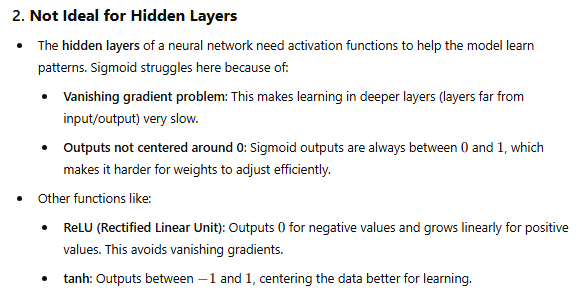 2. Not Ideal for Hidden Layers
• The hidden layers of a neural network need activation functions to help the model learn
patterns. Sigmoid struggles here because of:
• Vanishing gradient problem: This makes learning in deeper layers (layers far from
input/output) very slow.
• Outputs not centered around 0: Sigmoid outputs are always between 0 and 1, which
makes it harder for weights to adjust efficiently.
• Other functions like:
• ReLU (Rectified Linear Unit): Outputs 0 for negative values and grows linearly for positive
values. This avoids vanishing gradients.
• tanh: Outputs between −1 and 1, centering the data better for learning.